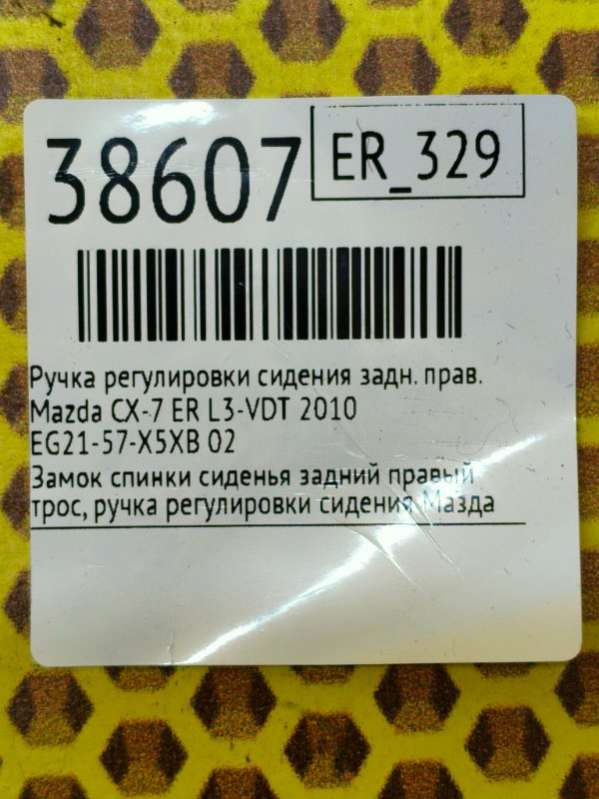 38607
ER_329
Ручка регулировки сидения задн. прав.
Mazda CX-7 ER L3-VDT 2010
EG21-57-X5XB 02
Замок спинки сиденья задний правый
трос, ручка регулировки сидения Мазда